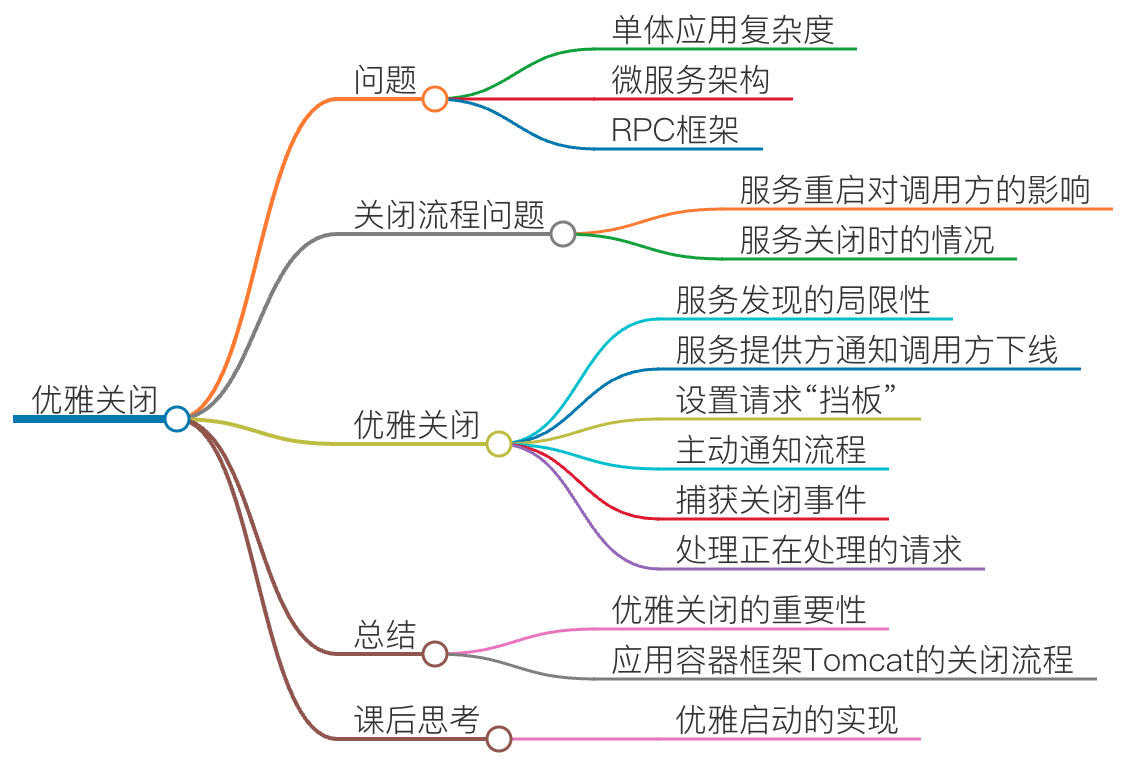 单体应用复杂度
问题
微服务架构
RPC框架
服务重启对调用方的影响
关闭流程问题
服务关闭时的情况
服务发现的局限性
服务提供方通知调用方下线
优雅关闭
设置请求“挡板”
优雅关闭
主动通知流程
捕获关闭事件
处理正在处理的请求
优雅关闭的重要性
总结
应用容器框架Tomcat的关闭流程
课后思考
优雅启动的实现